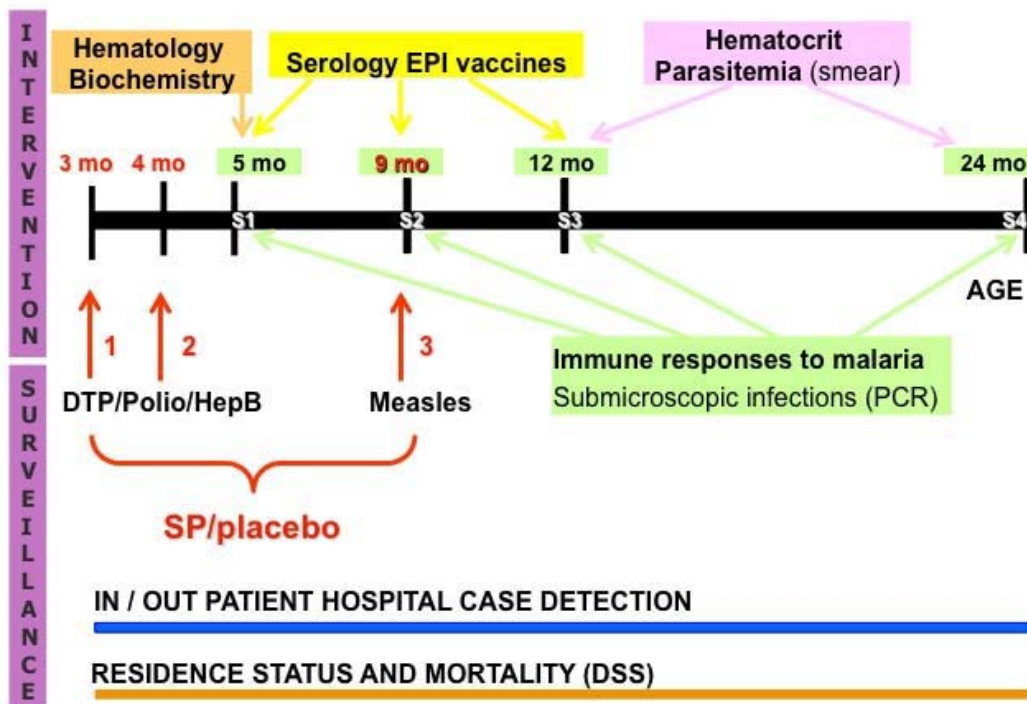 INTERVENTION
Hematology
Biochemistry
Serology EPI vaccines
Hematocrit
Parasitemia (smear)
3 mo 4 mo 5 mo 9 mo 12 mo 24 mo
S1 S2 S3 S4
AGE
1 2 3
DTP/Polio/HepB Measles
Immune responses to malaria
Submicroscopic infections (PCR)
SP/placebo
SURVEILLANCE
IN / OUT PATIENT HOSPITAL CASE DETECTION
RESIDENCE STATUS AND MORTALITY (DSS)